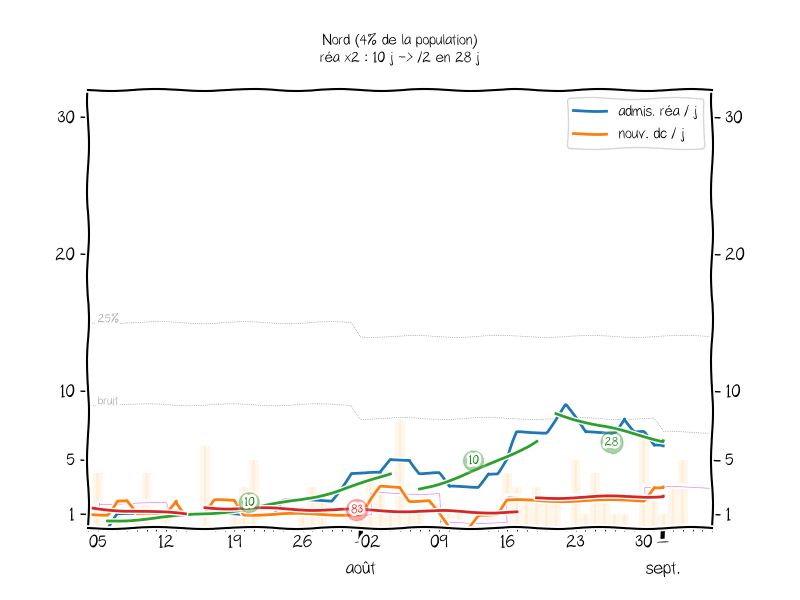 Nord (4% de la population)
réa x2 : 10 j -> /2 en 28 j
admis. réa / j
nouv. dc / j
30
30
20
20
25%
10
10
bruit
5
5
10
28
10
83
1
1
05 12 19 26 02 09 16 23 30
août sept.